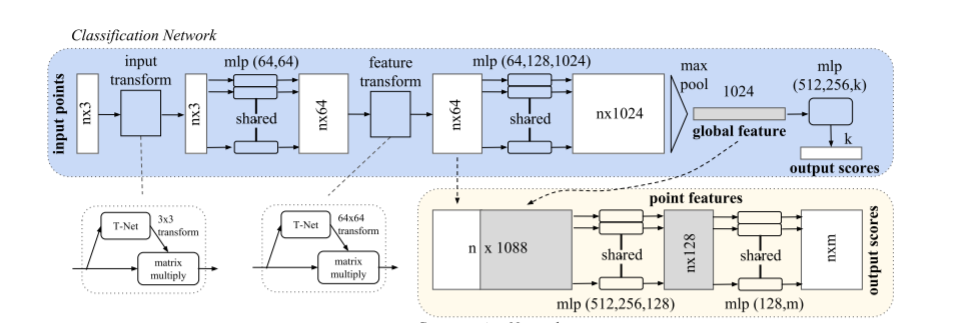 Classification Network
input points
nx3
input
transform
nx3
mlp (64,64)
shared
nx64
feature
transform
nx64
mlp (64,128,1024)
shared
nx1024
max
pool
1024
global feature
mlp
(512,256,k)
k
output scores
T-Net
3x3
transform
matrix
multiply
T-Net
64x64
transform
matrix
multiply
point features
n x 1088
shared
mlp (512,256,128)
nx128
shared
mlp (128,m)
nxm
output scores